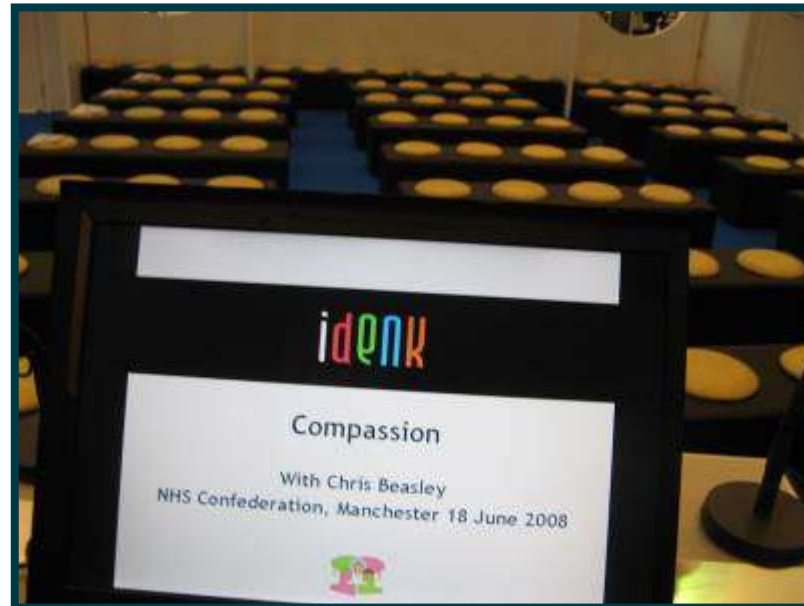 idenk
Compassion
With Chris Beasley
NHS Confederation, Manchester 18 June 2008